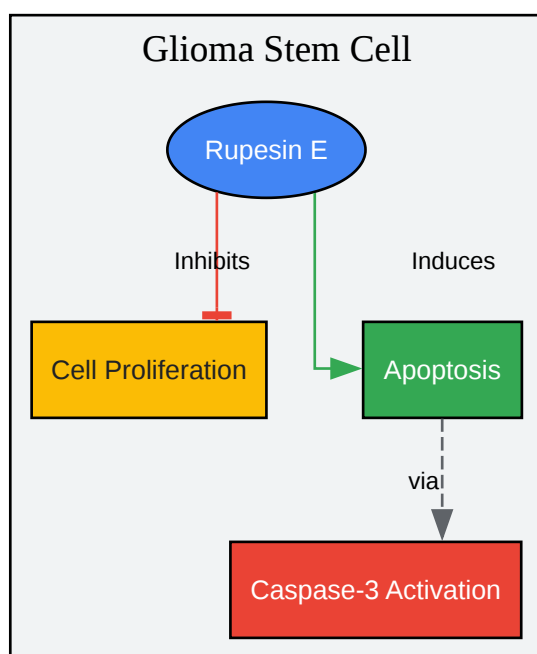 Glioma Stem Cell
Rupesin E
Inhibits
Induces
Cell Proliferation
Apoptosis
via
Caspase-3 Activation